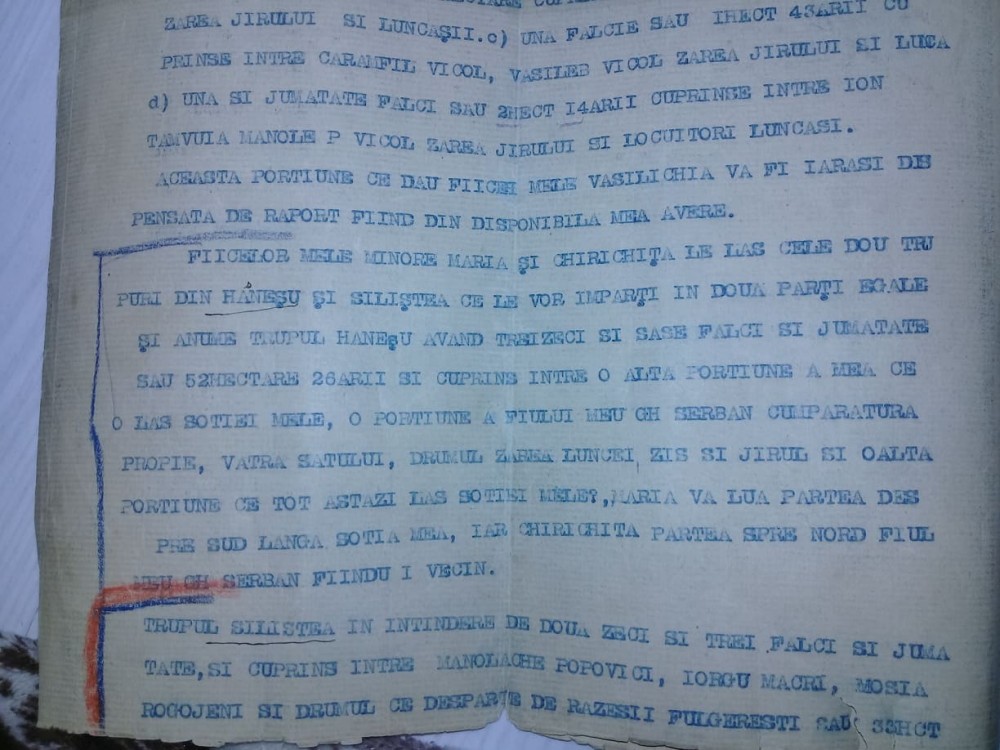 ZAREA JIRULUI SI LUNCAŞII.c) UNA FALCIE SAU 1HECT 43ARII CU
PRINSE INTRE CARAMFIL VICOL, VASILEB VICOL ZAREA JIRULUI SI LUCA
d) UNA SI JUMATATE FALCI SAU 2HECT 14ARII CUPRINSE INTRE ION
TAMVUIA MANOLE P VICOL ZAREA JIRULUI SI LOCUITORI LUNCASI.
ACEASTA PORTIUNE CE DAU FIICEI MELE VASILICHIA VA FI IARASI DIS
PENSATA DE RAPORT FIIND DIN DISPONIBILA MEA AVERE.
FIICELOR MELE MINORE MARIA ŞI CHIRICHIŢA LE LAS CELE DOU TRU
PURI DIN HANEŞU ŞI SILIŞTEA CE LE VOR IMPARŢI IN DOUA PARŢI EGALE
ŞI ANUME TRUPUL HANEŞU AVAND TREIZECI SI SASE FALCI SI JUMATATE
SAU 52HECTARE 26ARII SI CUPRINS INTRE O ALTA PORTIUNE A MEA CE
O LAS SOTIEI MELE, O PORTIUNE A FIULUI MEU GH SERBAN CUMPARATURA
PROPIE, VATRA SATULUI, DRUMUL ZAREA LUNCEI ZIS SI JIRUL SI OALTA
PORTIUNE CE TOT ASTAZI LAS SOTIEI MELE?,MARIA VA LUA PARTEA DES
PRE SUD LANGA SOTIA MEA, IAR CHIRICHITA PARTEA SPRE NORD FIUL
MEU GH SERBAN FIINDU I VECIN.
TRUPUL SILISTEA IN INTINDERE DE DOUA ZECI SI TREI FALCI SI JUMA
TATE,SI CUPRINS INTRE MANOLACHE POPOVICI, IORGU MACRI, MOSIA
ROGOJENI SI DRUMUL CE DESPARTE DE RAZESII FULGERESTI SAU 33HCT